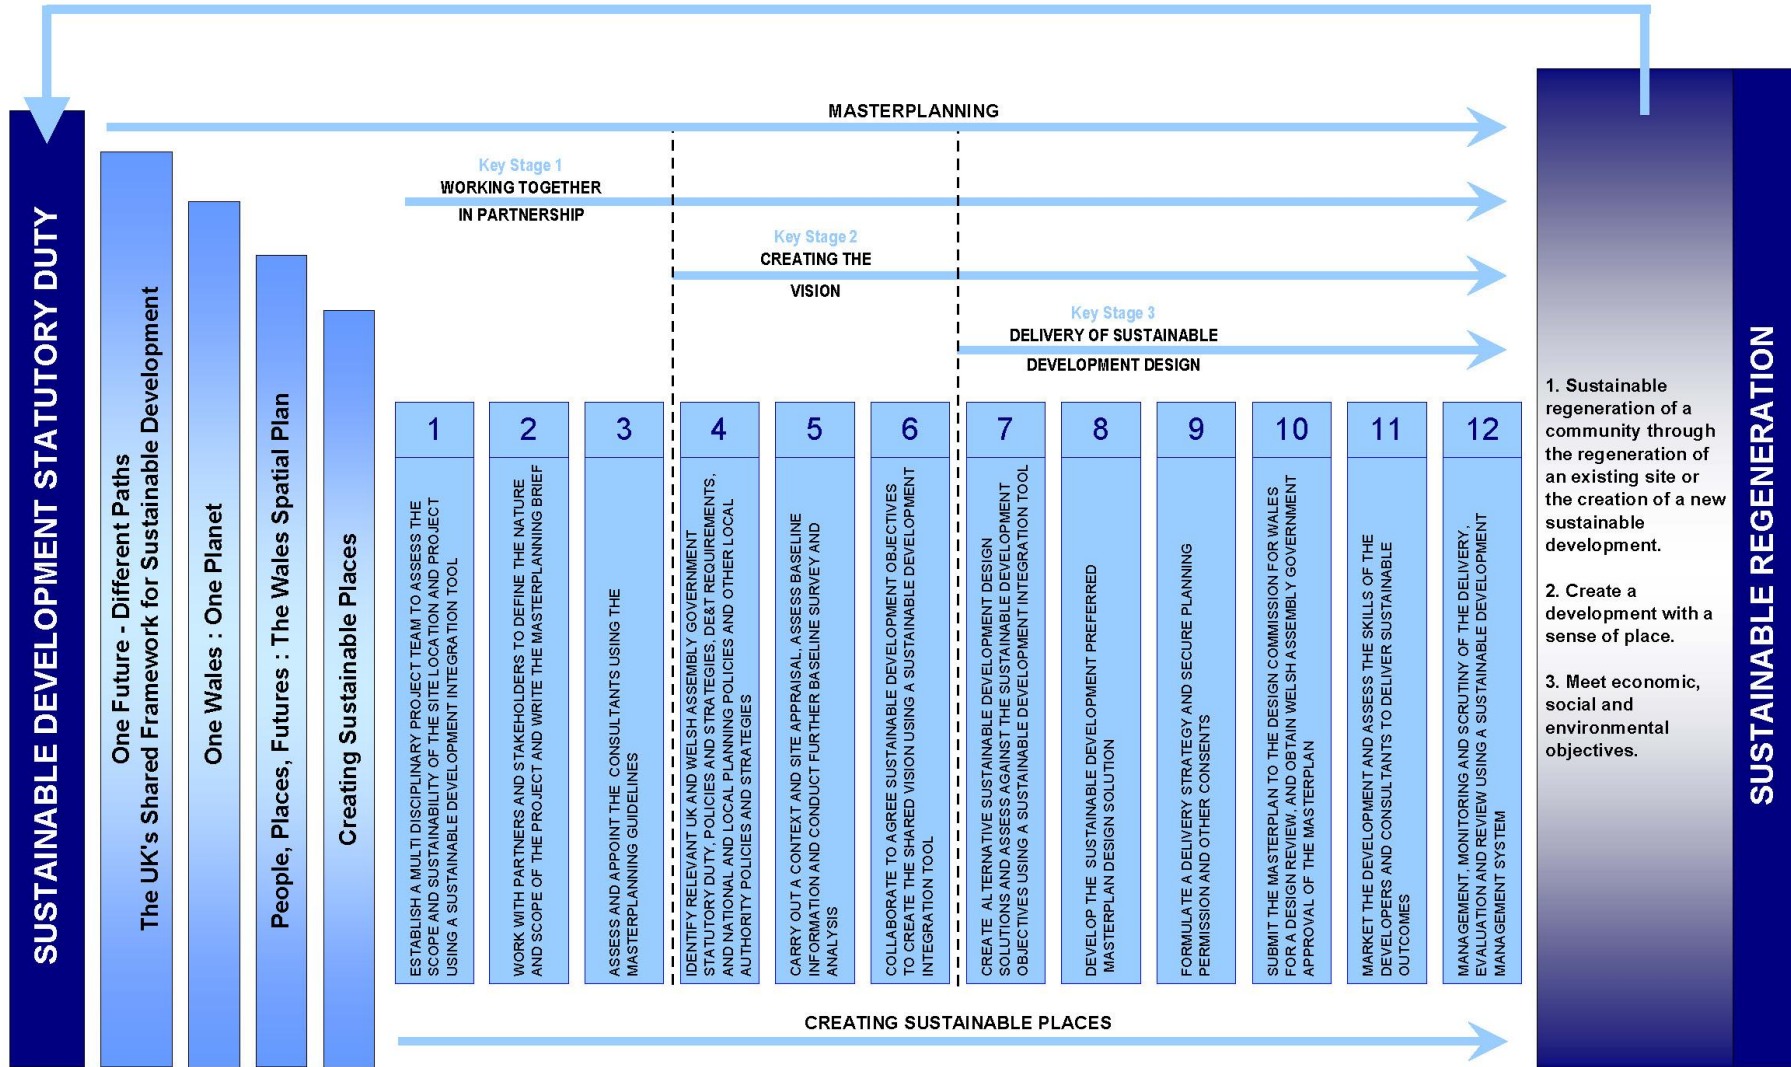 SUSTAINABLE DEVELOPMENT STATUTORY DUTY
One Future - Different Paths
The UK's Shared Framework for Sustainable Development
One Wales : One Planet
People, Places, Futures : The Wales Spatial Plan
Creating Sustainable Places
MASTERPLANNING
Key Stage 1
WORKING TOGETHER
IN PARTNERSHIP
Key Stage 2
CREATING THE
VISION
Key Stage 3
DELIVERY OF SUSTAINABLE
DEVELOPMENT DESIGN
1
ESTABLISH A MULTI DISCIPLINARY PROJECT TEAM TO ASSESS THE
SCOPE AND SUSTAINABILITY OF THE SITE LOCATION AND PROJECT
USING A SUSTAINABLE DEVELOPMENT INTEGRATION TOOL
2
WORK WITH PARTNERS AND STAKEHOLDERS TO DEFINE THE NATURE
AND SCOPE OF THE PROJECT AND WRITE THE MASTERPLANNING BRIEF
3
ASSESS AND APPOINT THE CONSULTANTS USING THE
MASTERPLANNING GUIDELINES
4
IDENTIFY RELEVANT UK AND WELSH ASSEMBLY GOVERNMENT
STATUTORY DUTY, POLICIES AND STRATEGIES, DE&T REQUIREMENTS,
AND NATIONAL AND LOCAL PLANNING POLICIES AND OTHER LOCAL
AUTHORITY POLICIES AND STRATEGIES
5
CARRY OUT A CONTEXT AND SITE APPRAISAL, ASSESS BASELINE
INFORMATION AND CONDUCT FURTHER BASELINE SURVEY AND
ANALYSIS
6
COLLABORATE TO AGREE SUSTAINABLE DEVELOPMENT OBJECTIVES
TO CREATE THE SHARED VISION USING A SUSTAINABLE DEVELOPMENT
INTEGRATION TOOL
7
CREATE ALTERNATIVE SUSTAINABLE DEVELOPMENT DESIGN
SOLUTIONS AND ASSESS AGAINST THE SUSTAINABLE DEVELOPMENT
OBJECTIVES USING A SUSTAINABLE DEVELOPMENT INTEGRATION TOOL
8
DEVELOP THE SUSTAINABLE DEVELOPMENT PREFERRED
MASTERPLAN DESIGN SOLUTION
9
FORMULATE A DELIVERY STRATEGY AND SECURE PLANNING
PERMISSION AND OTHER CONSENTS
10
SUBMIT THE MASTERPLAN TO THE DESIGN COMMISSION FOR WALES
FOR A DESIGN REVIEW, AND OBTAIN WELSH ASSEMBLY GOVERNMENT
APPROVAL OF THE MASTERPLAN
11
MARKET THE DEVELOPMENT AND ASSESS THE SKILLS OF THE
DEVELOPERS AND CONSULTANTS TO DELIVER SUSTAINABLE
OUTCOMES
12
MANAGEMENT, MONITORING AND SCRUTINY OF THE DELIVERY,
EVALUATION AND REVIEW USING A SUSTAINABLE DEVELOPMENT
MANAGEMENT SYSTEM
CREATING SUSTAINABLE PLACES
1. Sustainable
regeneration of a
community through
the regeneration of
an existing site or
the creation of a new
sustainable
development.
2. Create a
development with a
sense of place.
3. Meet economic,
social and
environmental
objectives.
SUSTAINABLE REGENERATION